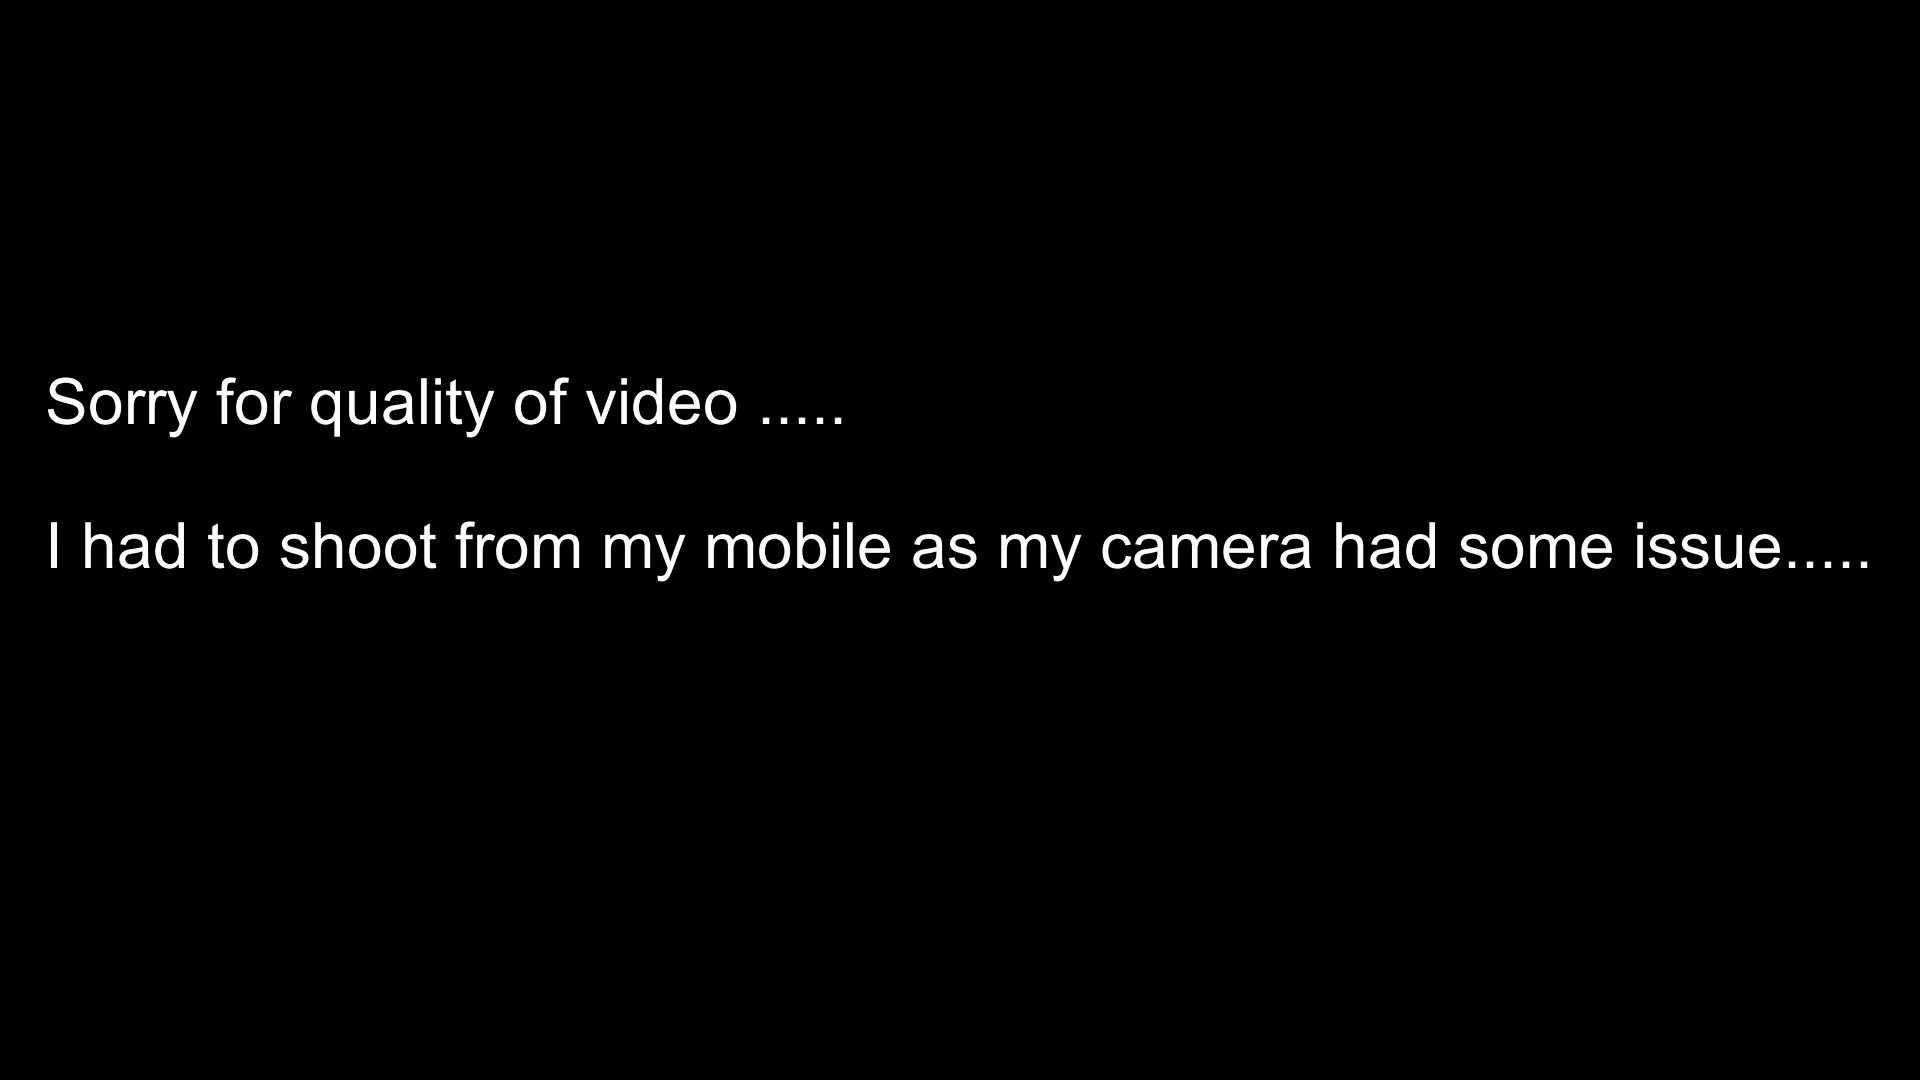 Sorry for quality of video .....
I had to shoot from my mobile as my camera had some issue.....